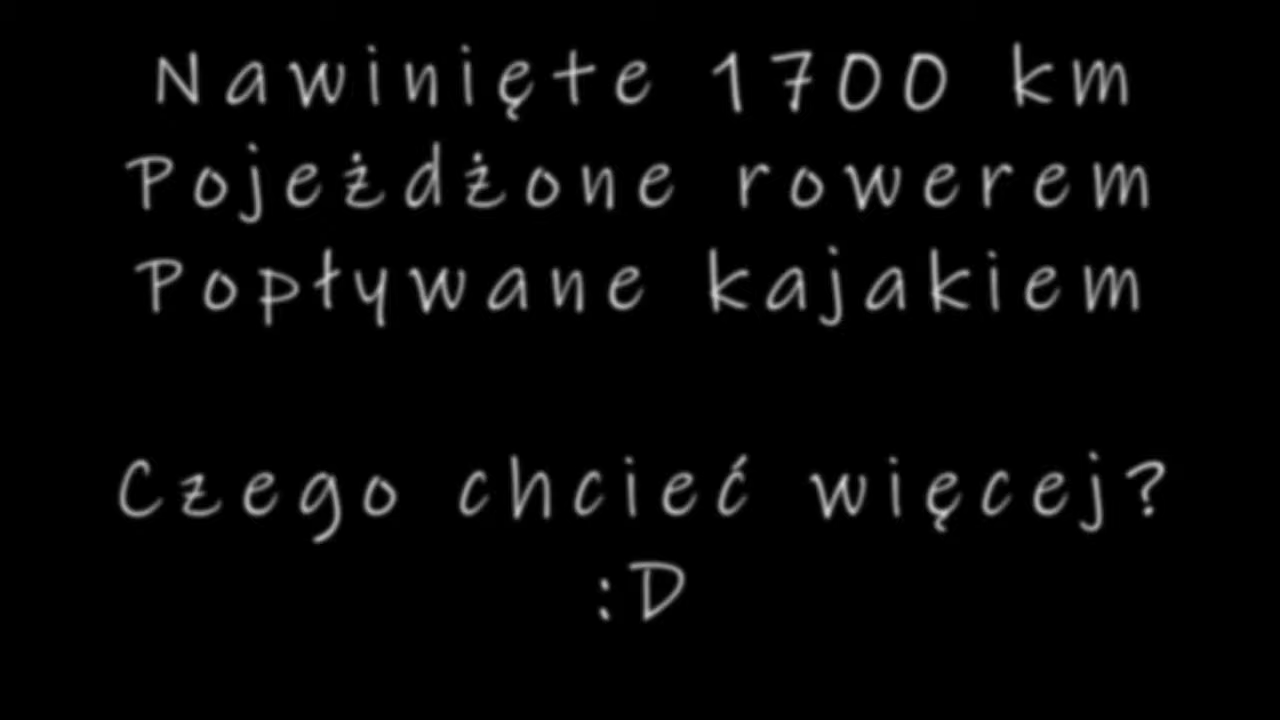 Nawinięte 1700 km
Pojeżdżone rowerem
Popływane kajakiem
Czego chcieć więcej?
:D